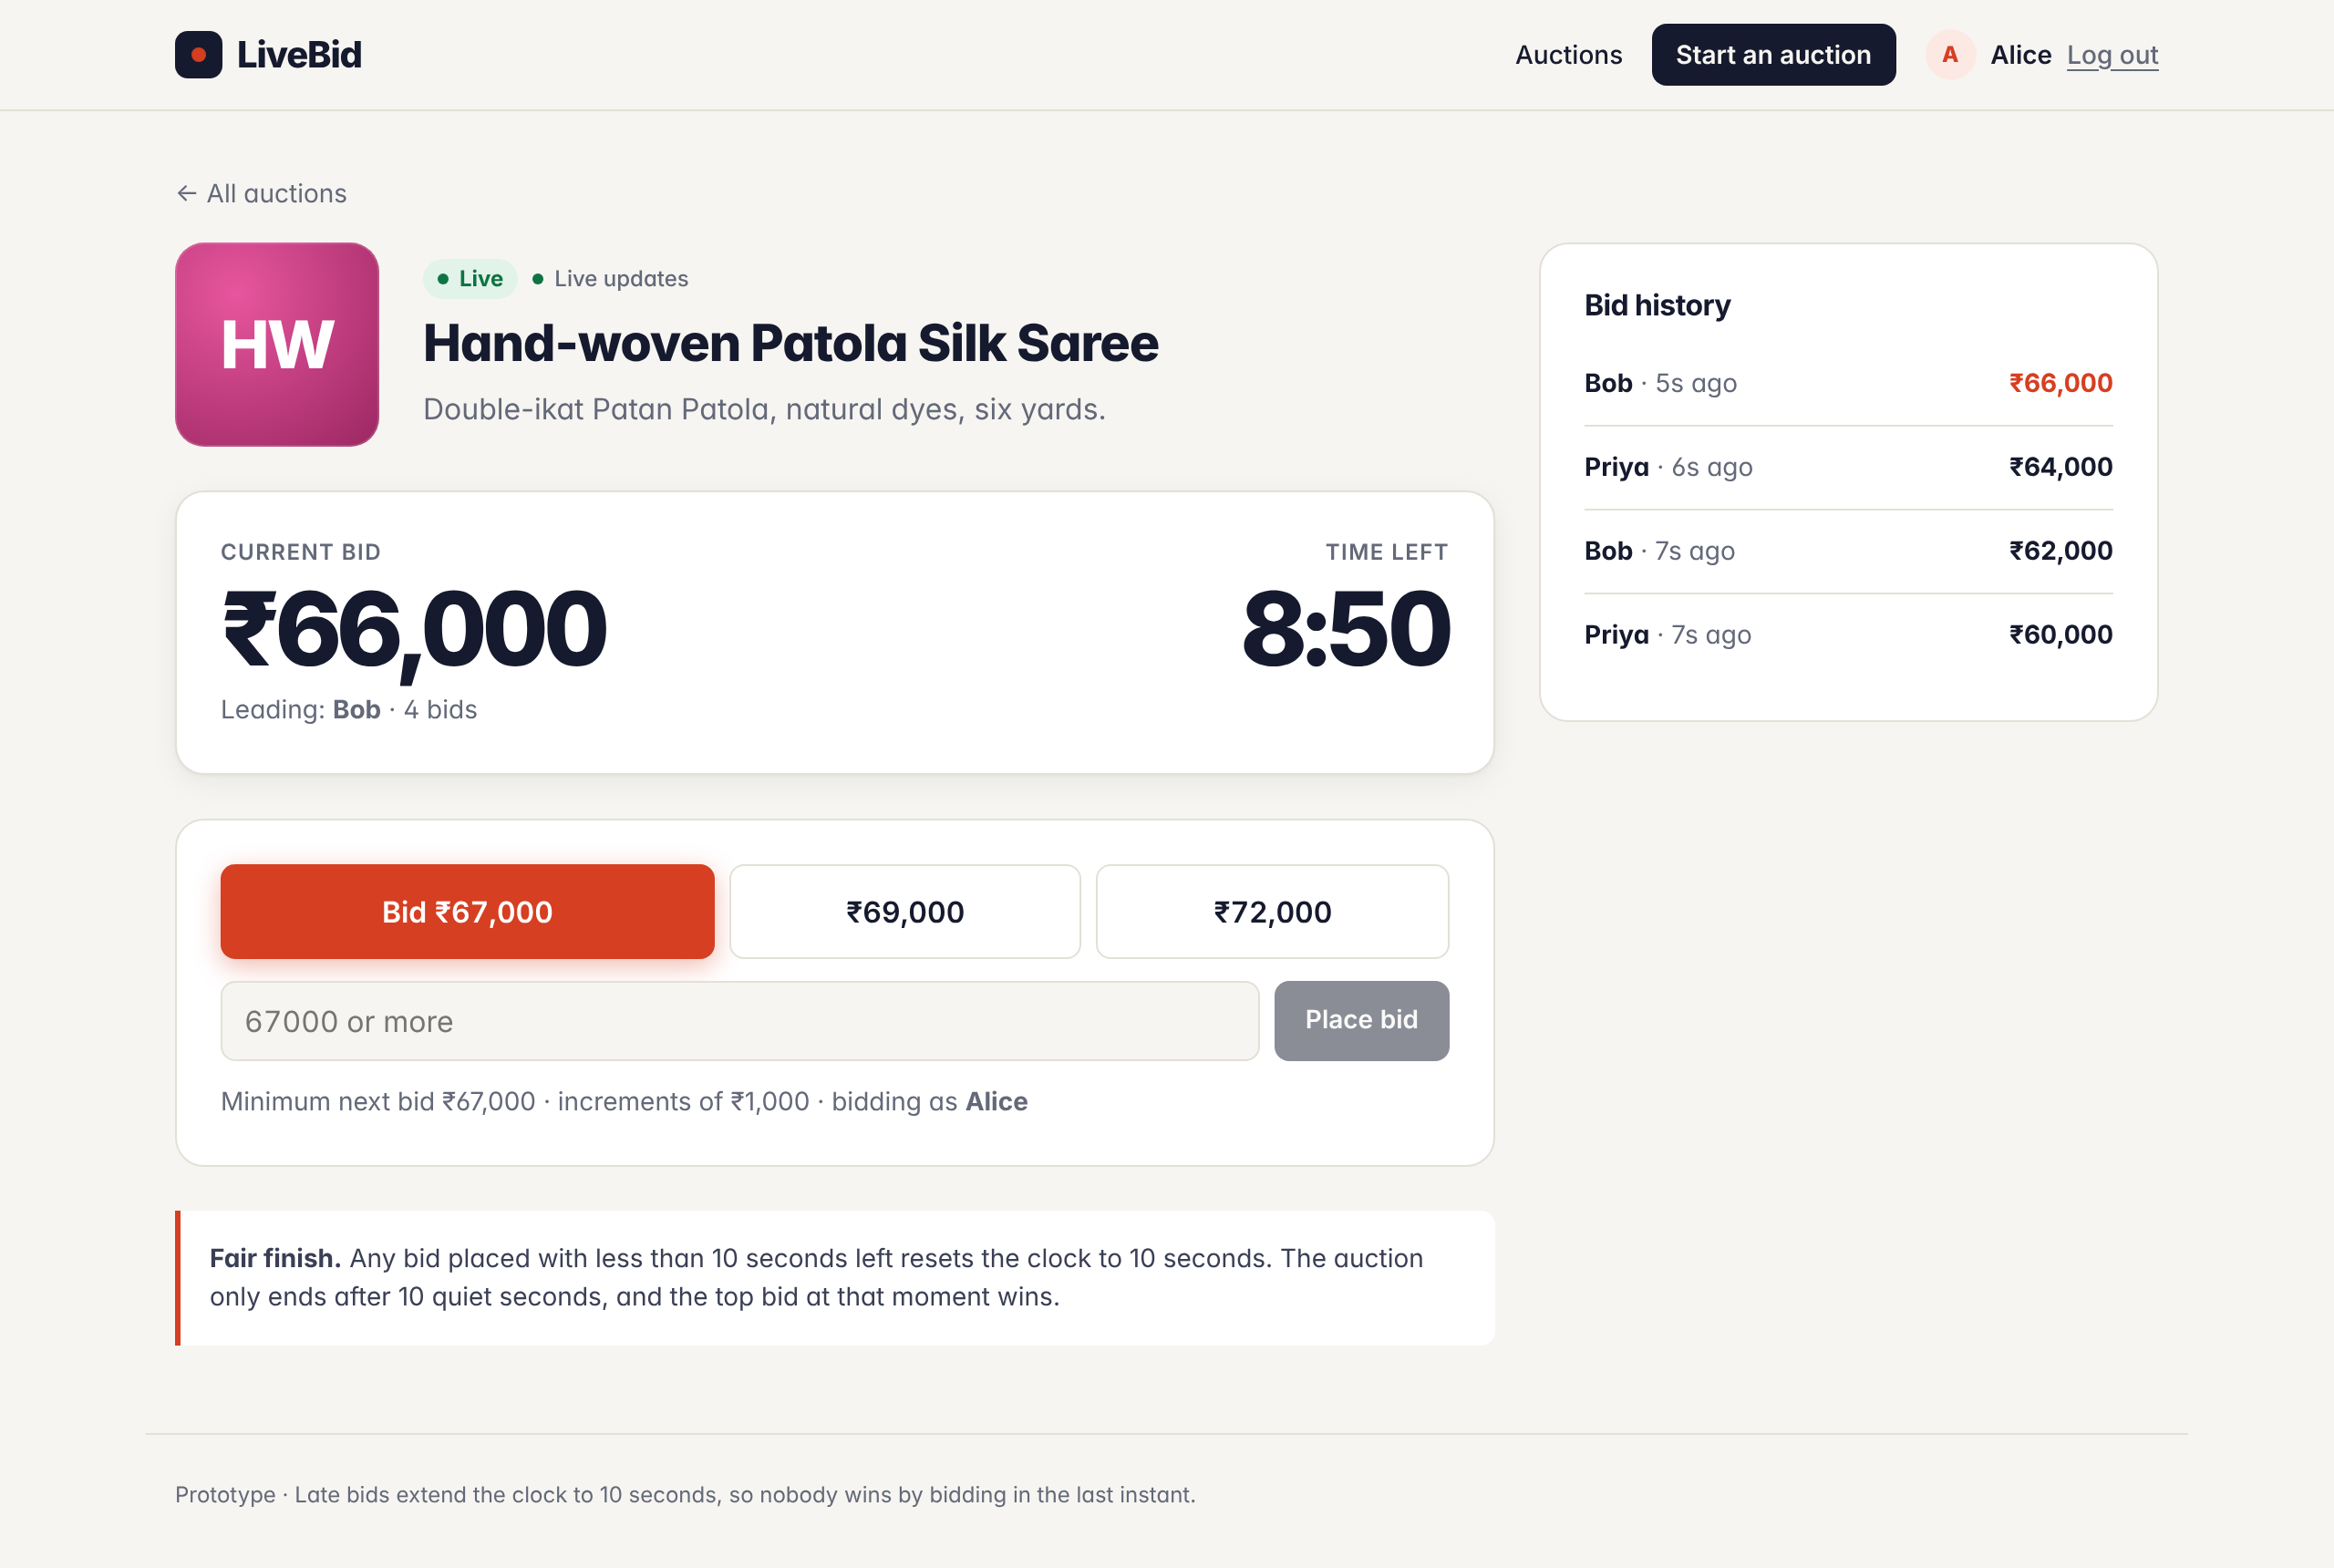 LiveBid
Auctions
Start an auction
A
Alice
Log out
← All auctions
HW
Live
Live updates
Hand-woven Patola Silk Saree
Double-ikat Patan Patola, natural dyes, six yards.
CURRENT BID
₹66,000
Leading: Bob · 4 bids
TIME LEFT
8:50
Bid ₹67,000
₹69,000
₹72,000
67000 or more
Place bid
Minimum next bid ₹67,000 · increments of ₹1,000 · bidding as Alice
Fair finish. Any bid placed with less than 10 seconds left resets the clock to 10 seconds. The auction
only ends after 10 quiet seconds, and the top bid at that moment wins.
Bid history
Bob · 5s ago ₹66,000
Priya · 6s ago ₹64,000
Bob · 7s ago ₹62,000
Priya · 7s ago ₹60,000
Prototype · Late bids extend the clock to 10 seconds, so nobody wins by bidding in the last instant.